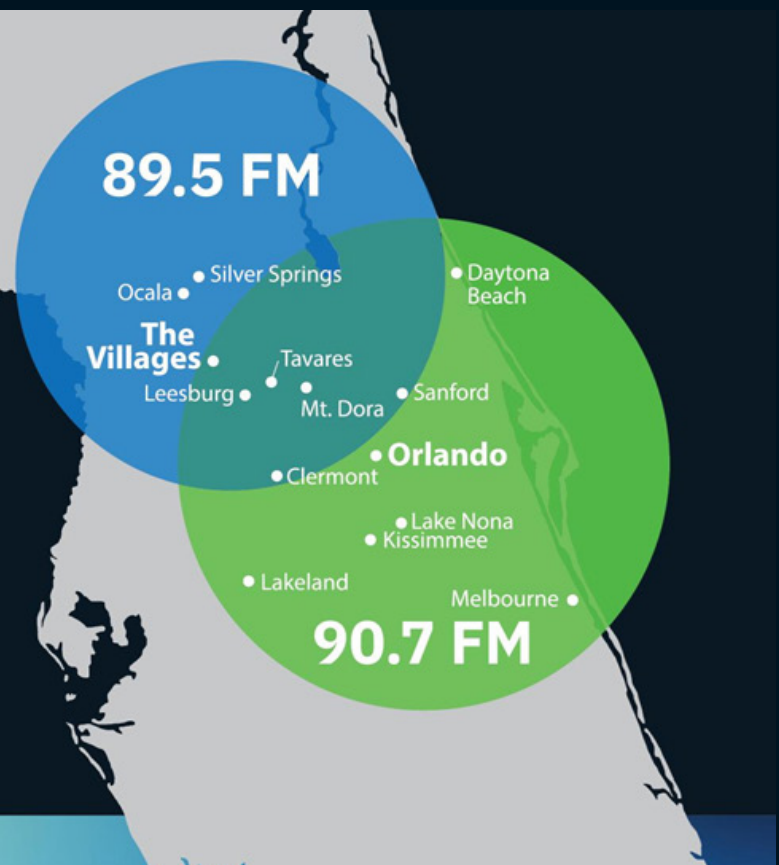 89.5 FM
Silver Springs
Ocala
Daytona
Beach
The
Villages
Tavares
Leesburg
Mt. Dora
Sanford
Orlando
Clermont
Lake Nona
Kissimmee
Lakeland
Melbourne
90.7 FM